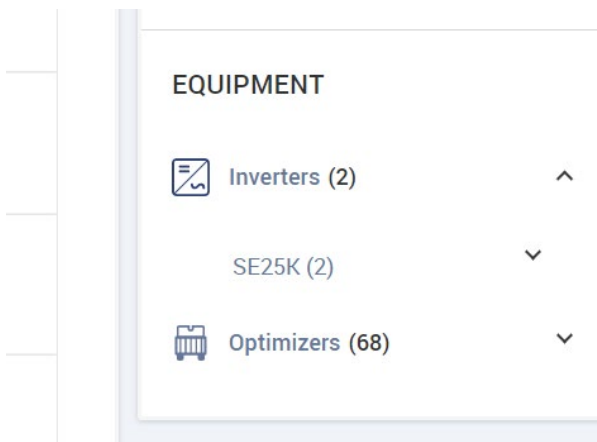 EQUIPMENT
Inverters (2)
SE25K (2)
Optimizers (68)